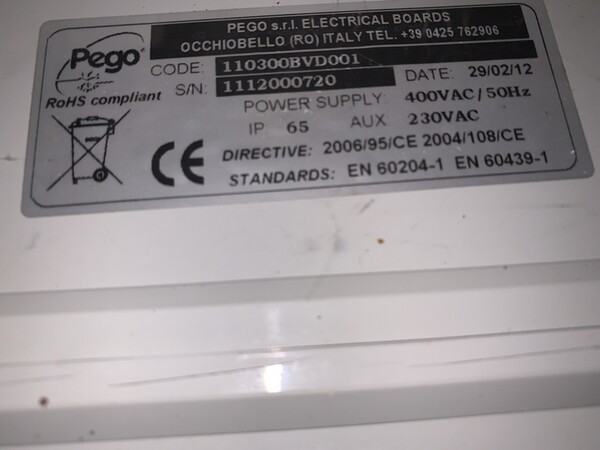 PEGO s.r.l. ELECTRICAL BOARDS
OCCHIOBELLO (RO) ITALY TEL. +39 0425 762906
Pego
RoHS compliant
CODE: 110300BVD001
S/N: 1112000720
DATE: 29/02/12
POWER SUPPLY: 400VAC/50Hz
IP 65 AUX 230VAC
CE
DIRECTIVE: 2006/95/CE 2004/108/CE
STANDARDS: EN 60204-1 EN 60439-1